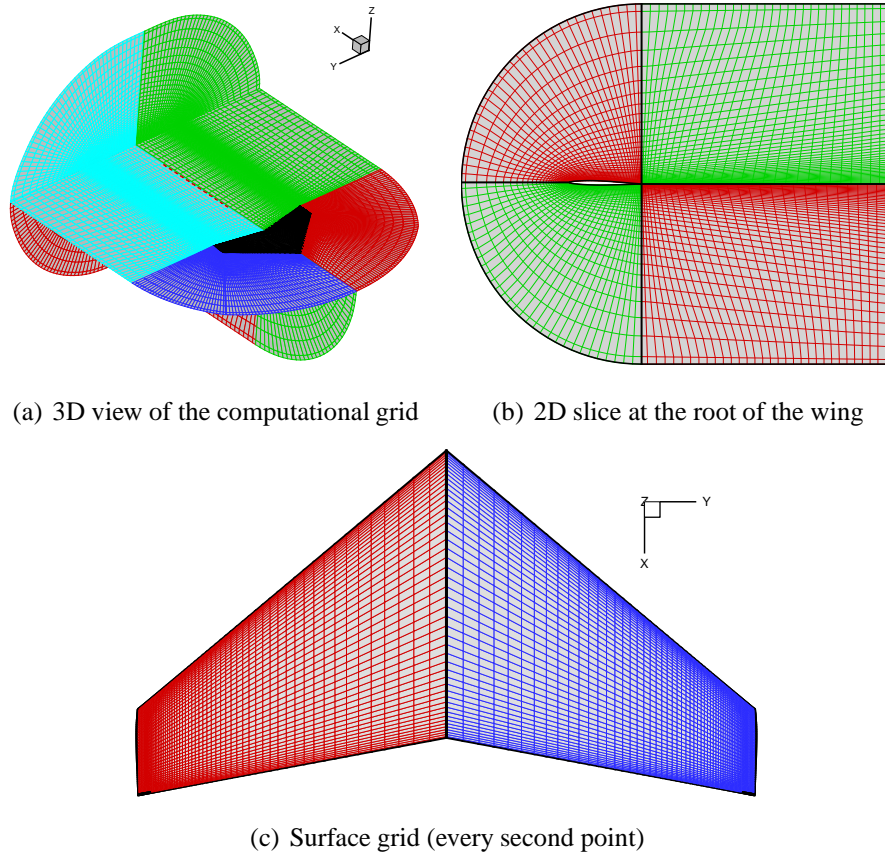 Z
X
Y
(a) 3D view of the computational grid
(b) 2D slice at the root of the wing
Z Y
X
(c) Surface grid (every second point)